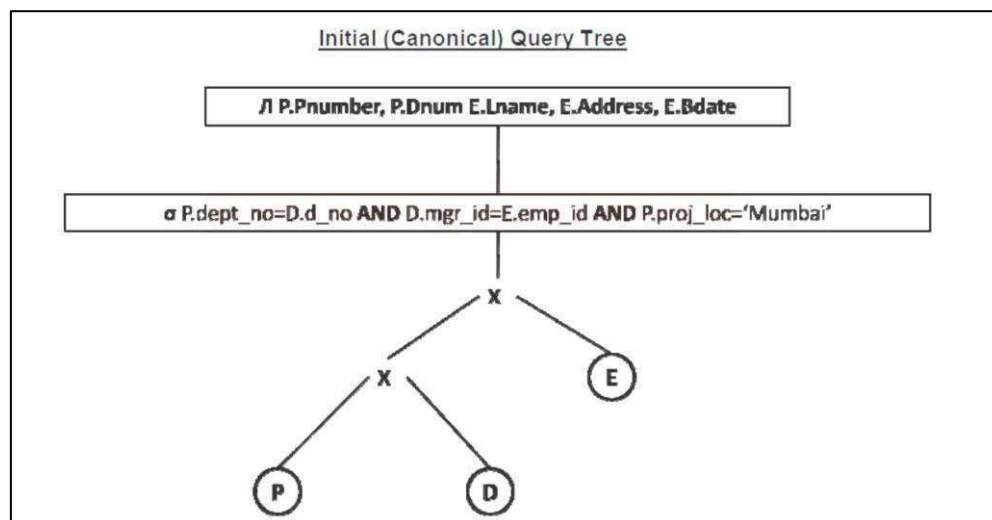 Initial (Canonical) Query Tree
Л P.Pnumber, P.Dnum E.Lname, E.Address, E.Bdate
σ P.dept_no=D.d_no AND D.mgr_id=E.emp_id AND P.proj_loc=‘Mumbai’
X
X
E
P
D